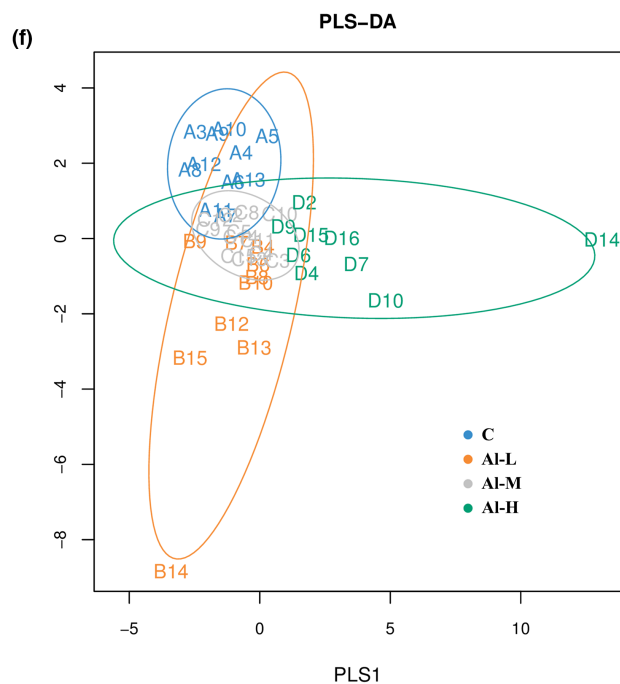 PLS-DA
(f)
4
2
0
-2
-4
-6
-8
A3 A9 A10 A5
A4
A8 A12
A6 A13
A11 A7
D2
C8 C10
D9
D15 D16 D14
B9 B7 B4
D6
C3
D7
D4
B8
B10
D10
B12
B13
B15
B14
C
Al-L
Al-M
Al-H
-5 0 5 10
PLS1